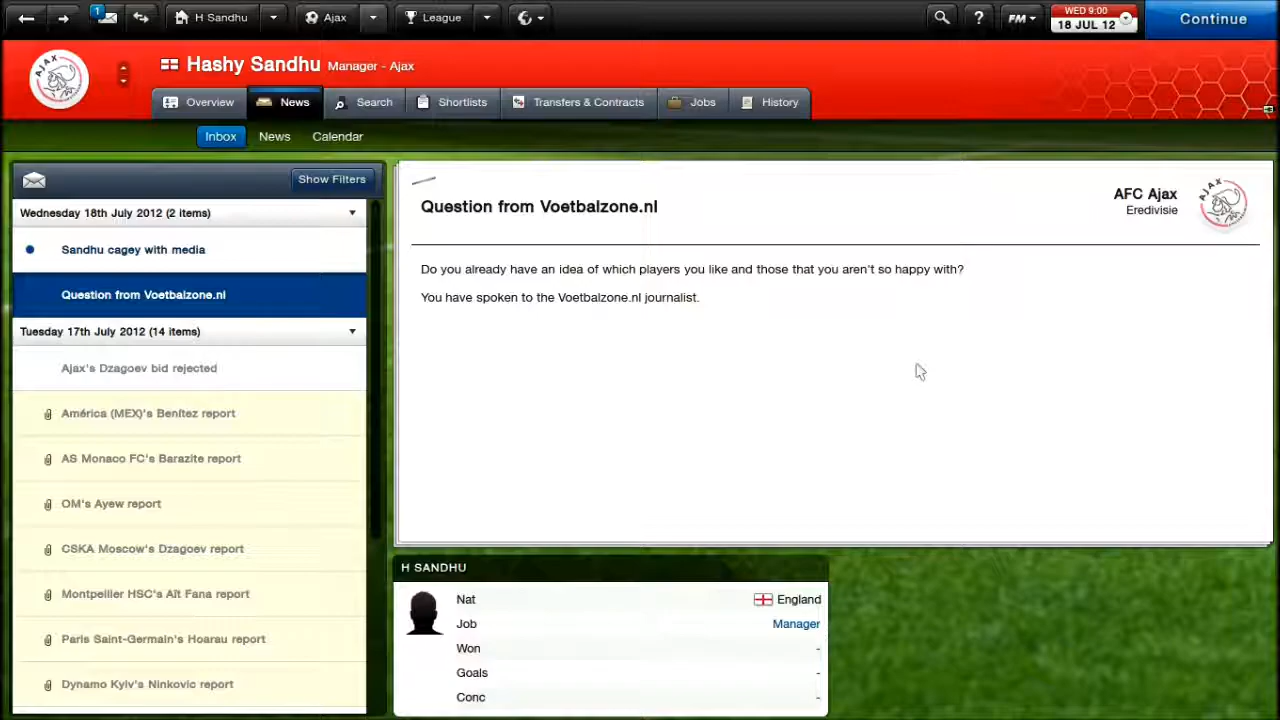 1
H Sandhu
Ajax
League
?
FM
WED 9:00
18 JUL 12
Continue
AJAX
Hashy Sandhu Manager - Ajax
Overview
News
Search
Shortlists
Transfers & Contracts
Jobs
History
Inbox
News
Calendar
Show Filters
Wednesday 18th July 2012 (2 items)
Sandhu cagey with media
Question from Voetbalzone.nl
Tuesday 17th July 2012 (14 items)
Ajax's Dzagoev bid rejected
América (MEX)'s Benítez report
AS Monaco FC's Barazite report
OM's Ayew report
CSKA Moscow's Dzagoev report
Montpellier HSC's Aït Fana report
Paris Saint-Germain's Hoarau report
Dynamo Kyiv's Ninkovic report
Question from Voetbalzone.nl
AFC Ajax
Eredivisie
AJAX
Do you already have an idea of which players you like and those that you aren't so happy with?
You have spoken to the Voetbalzone.nl journalist.
H SANDHU
Nat England
Job Manager
Won -
Goals -
Conc -